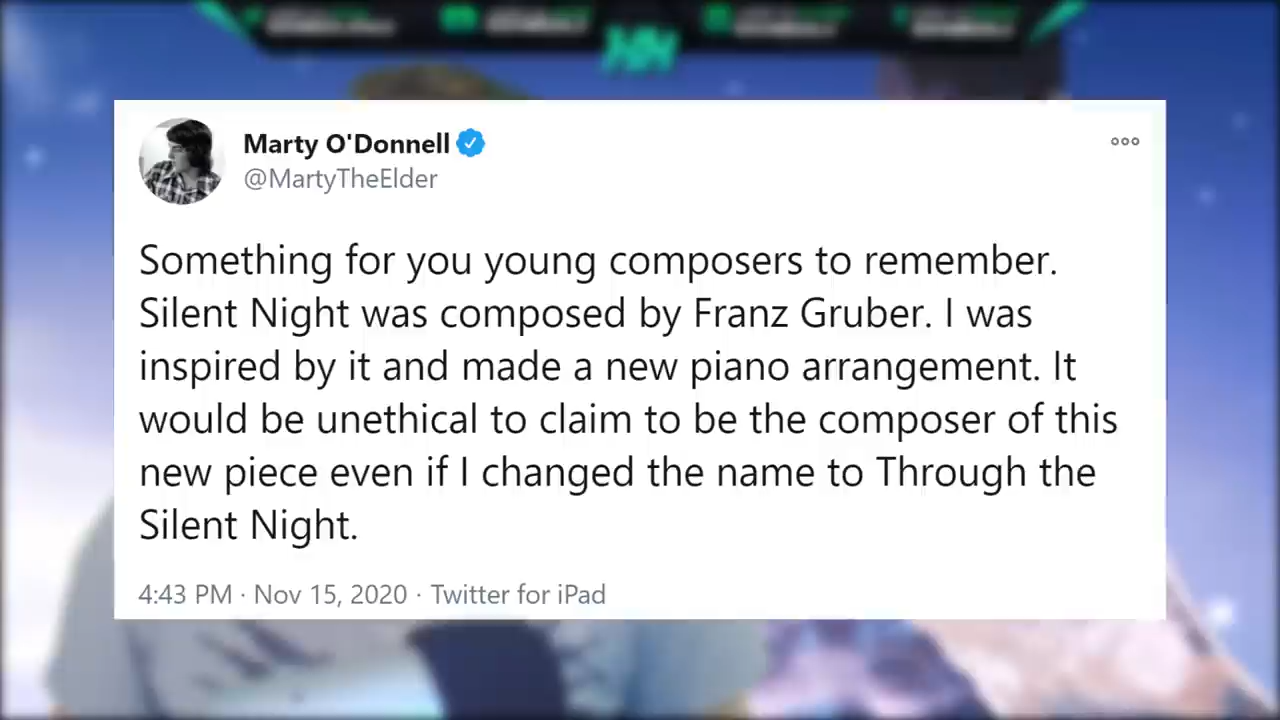 Marty O'Donnell
@MartyTheElder
Something for you young composers to remember.
Silent Night was composed by Franz Gruber. I was
inspired by it and made a new piano arrangement. It
would be unethical to claim to be the composer of this
new piece even if I changed the name to Through the
Silent Night.
4:43 PM · Nov 15, 2020 · Twitter for iPad